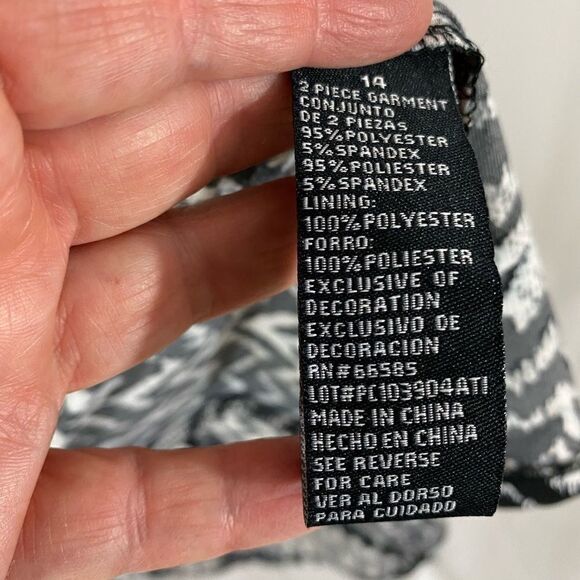 14
2 PIECE GARMENT
CONJUNTO
DE 2 PIEZAS
95%POLYESTER
5%SPANDEX
95%POLIESTER
5%SPANDEX
LINING:
100%POLYESTER
FORRO:
100%POLIESTER
EXCLUSIVE OF
DECORATION
EXCLUSIVO DE
DECORACION
RN#66585
LOT#PC103904ATI
MADE IN CHINA
HECHO EN CHINA
SEE REVERSE
FOR CARE
VER AL DORSO
PARA CUIDADO